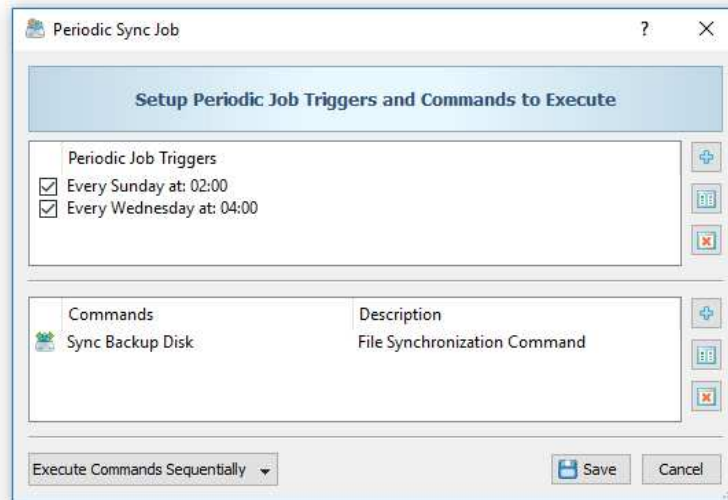 Periodic Sync Job
?
Setup Periodic Job Triggers and Commands to Execute
Periodic Job Triggers
Every Sunday at: 02:00
Every Wednesday at: 04:00
Commands Description
Sync Backup Disk File Synchronization Command
Execute Commands Sequentially Save Cancel